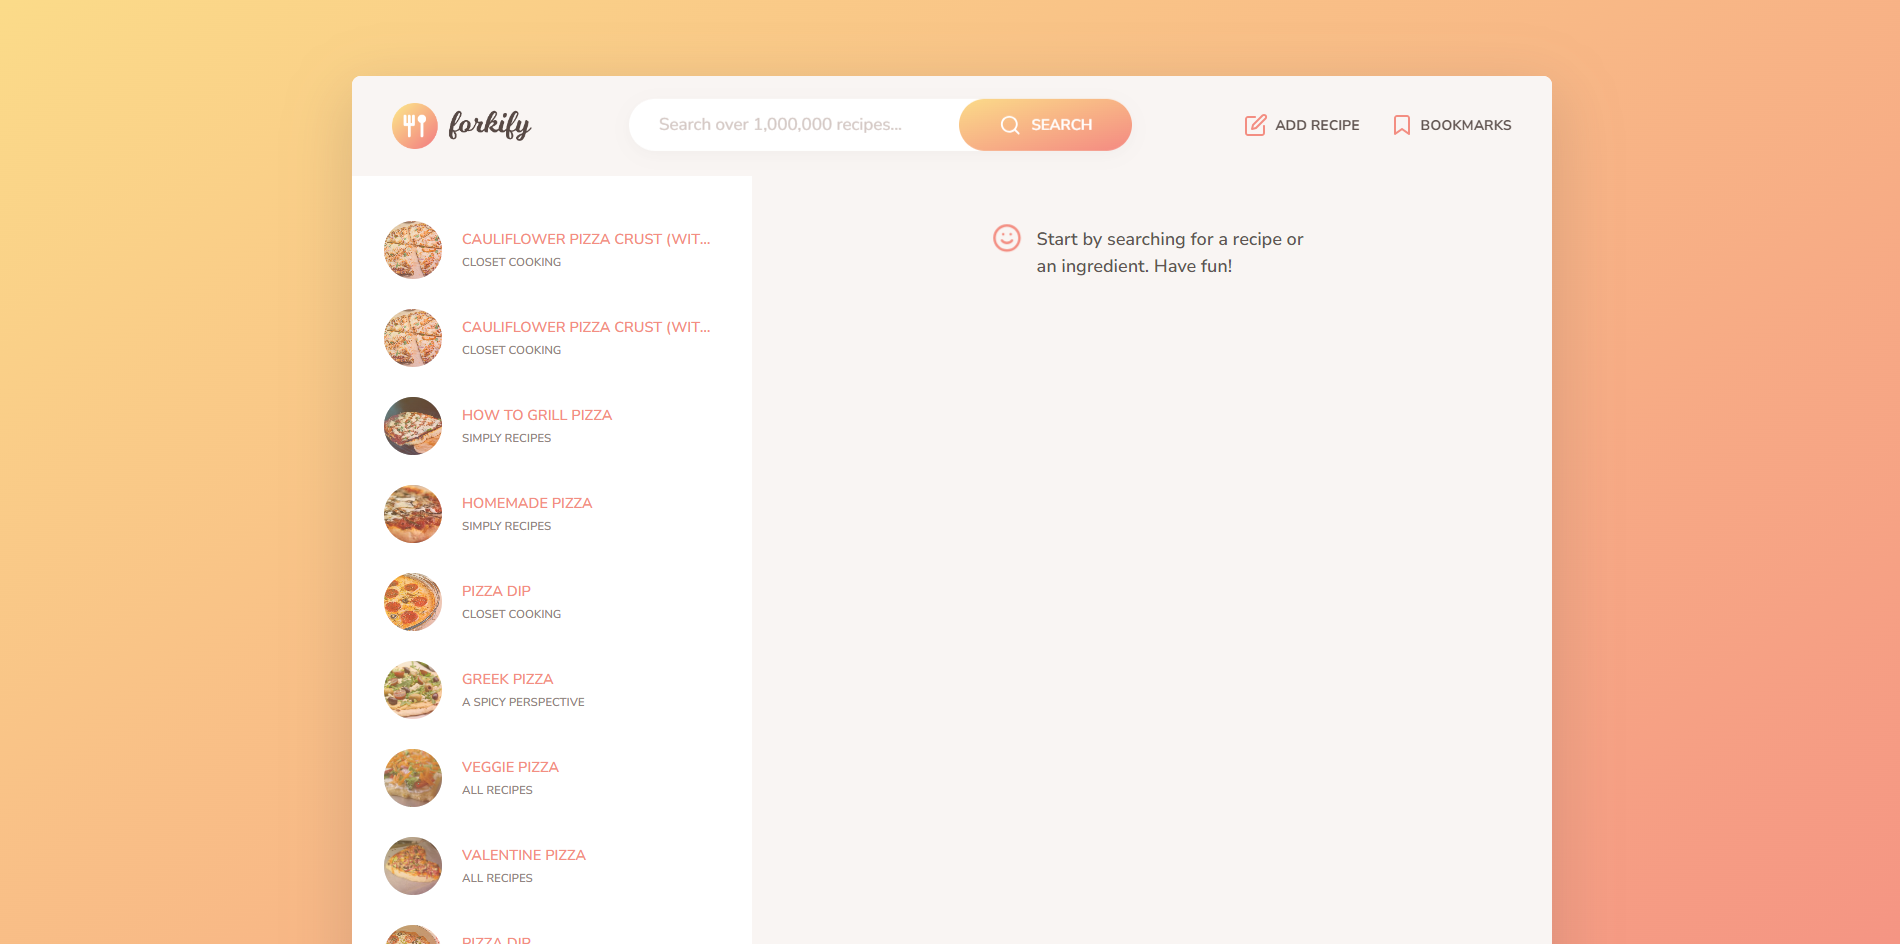 forkify
Search over 1,000,000 recipes...
SEARCH
ADD RECIPE
BOOKMARKS
CAULIFLOWER PIZZA CRUST (WIT...
CLOSET COOKING
CAULIFLOWER PIZZA CRUST (WIT...
CLOSET COOKING
HOW TO GRILL PIZZA
SIMPLY RECIPES
HOMEMADE PIZZA
SIMPLY RECIPES
PIZZA DIP
CLOSET COOKING
GREEK PIZZA
A SPICY PERSPECTIVE
VEGGIE PIZZA
ALL RECIPES
VALENTINE PIZZA
ALL RECIPES
PIZZA DIP
Start by searching for a recipe or
an ingredient. Have fun!